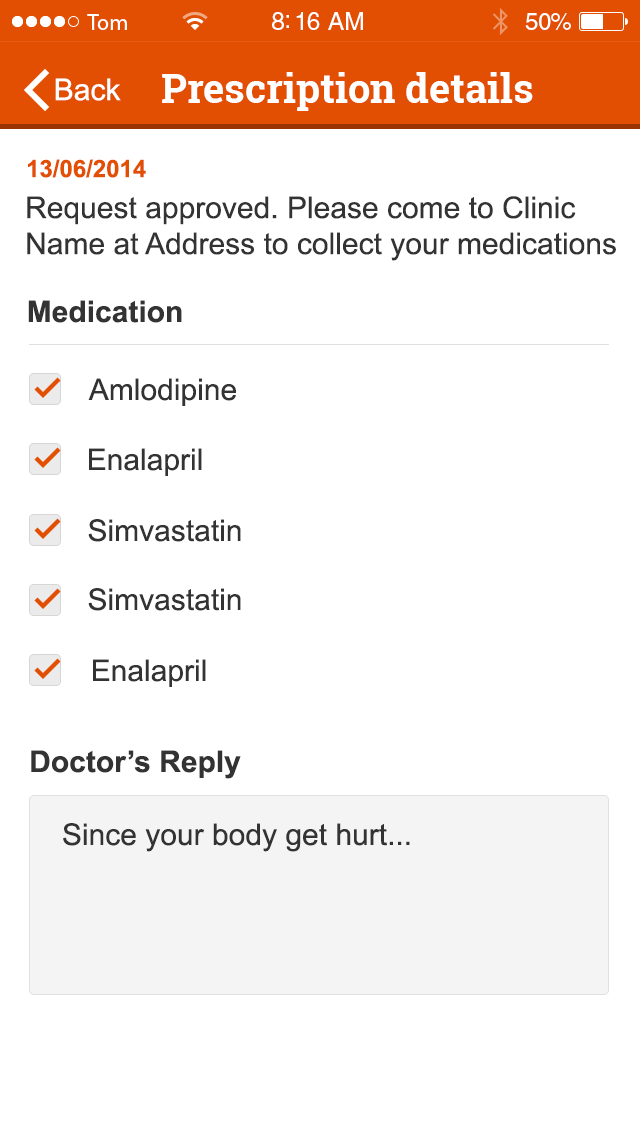 Tom 8:16 AM 50%
Back Prescription details
13/06/2014
Request approved. Please come to Clinic
Name at Address to collect your medications
Medication
Amlodipine
Enalapril
Simvastatin
Simvastatin
Enalapril
Doctor’s Reply
Since your body get hurt...